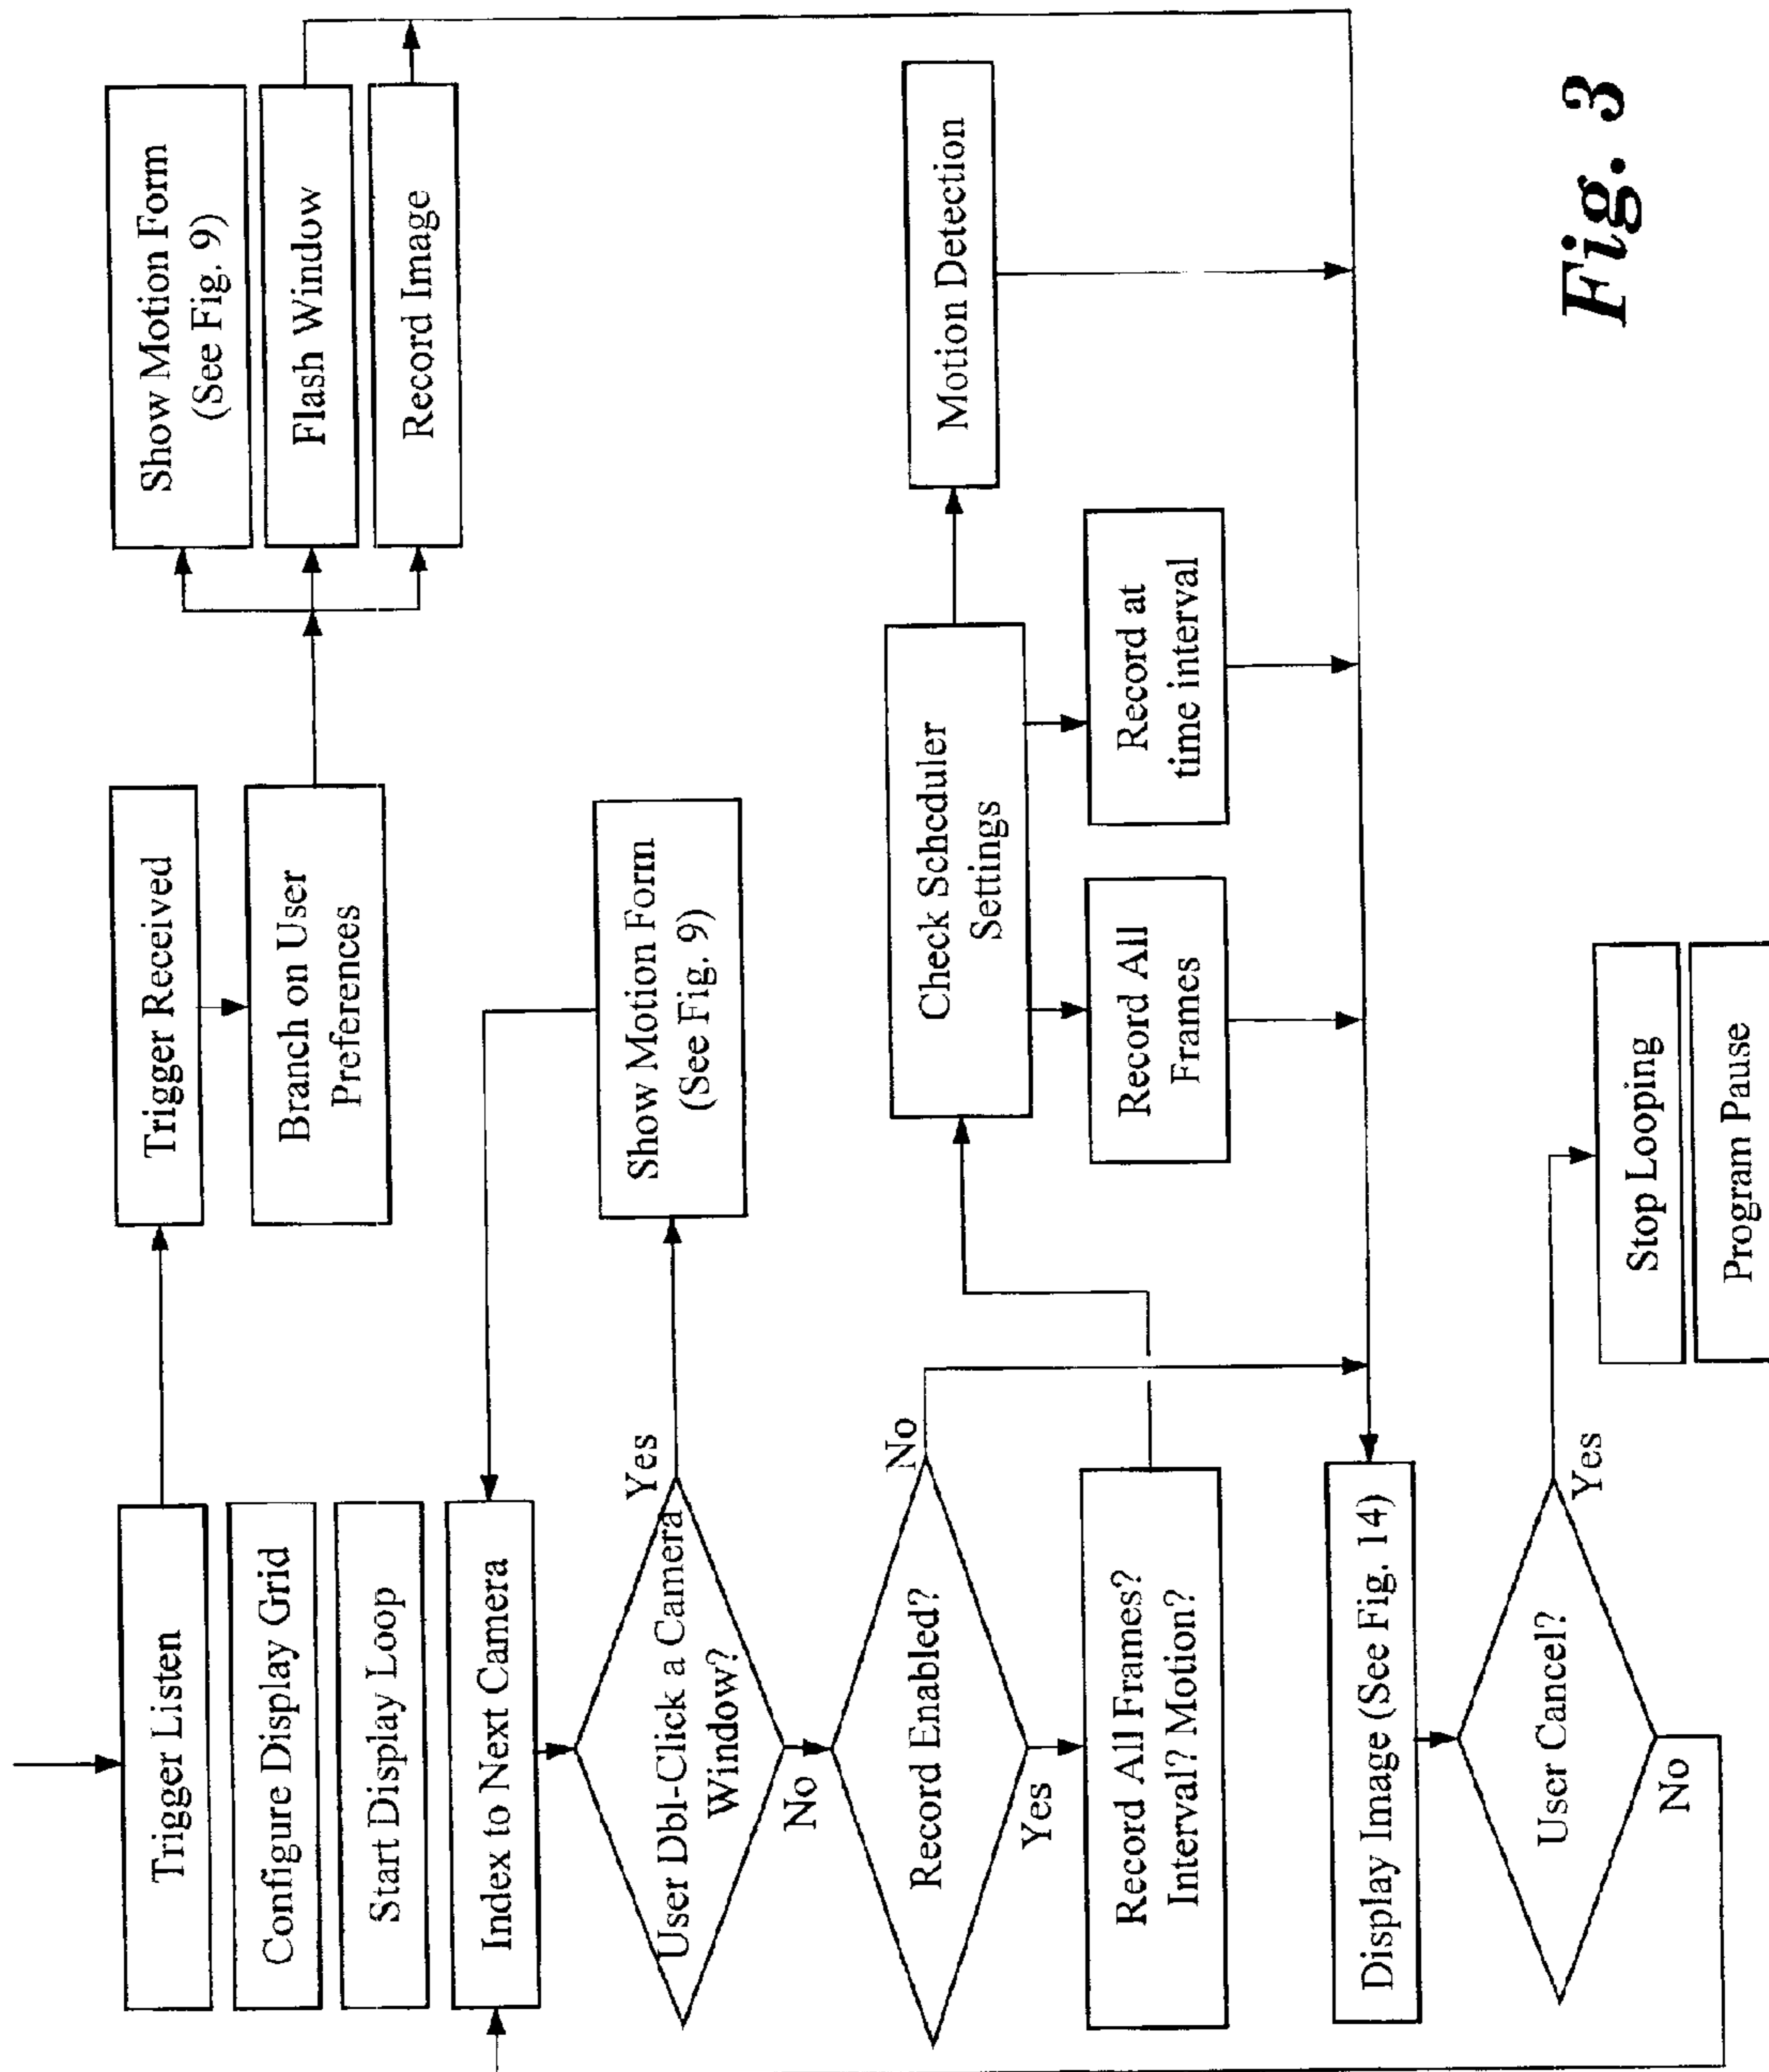 Trigger Listen
Configure Display Grid
Start Display Loop
Index to Next Camera
User Dbl-Click a Camera
Window?
Yes
No
Record Enabled?
No
Yes
Record All Frames?
Interval? Motion?
Display Image (See Fig. 14)
User Cancel?
Yes
No
Trigger Received
Branch on User
Preferences
Show Motion Form
(See Fig. 9)
Flash Window
Record Image
Show Motion Form
(See Fig. 9)
Check Schcduler
Settings
Motion Detection
Record All
Frames
Record at
time interval
Stop Looping
Program Pause
Fig. 3